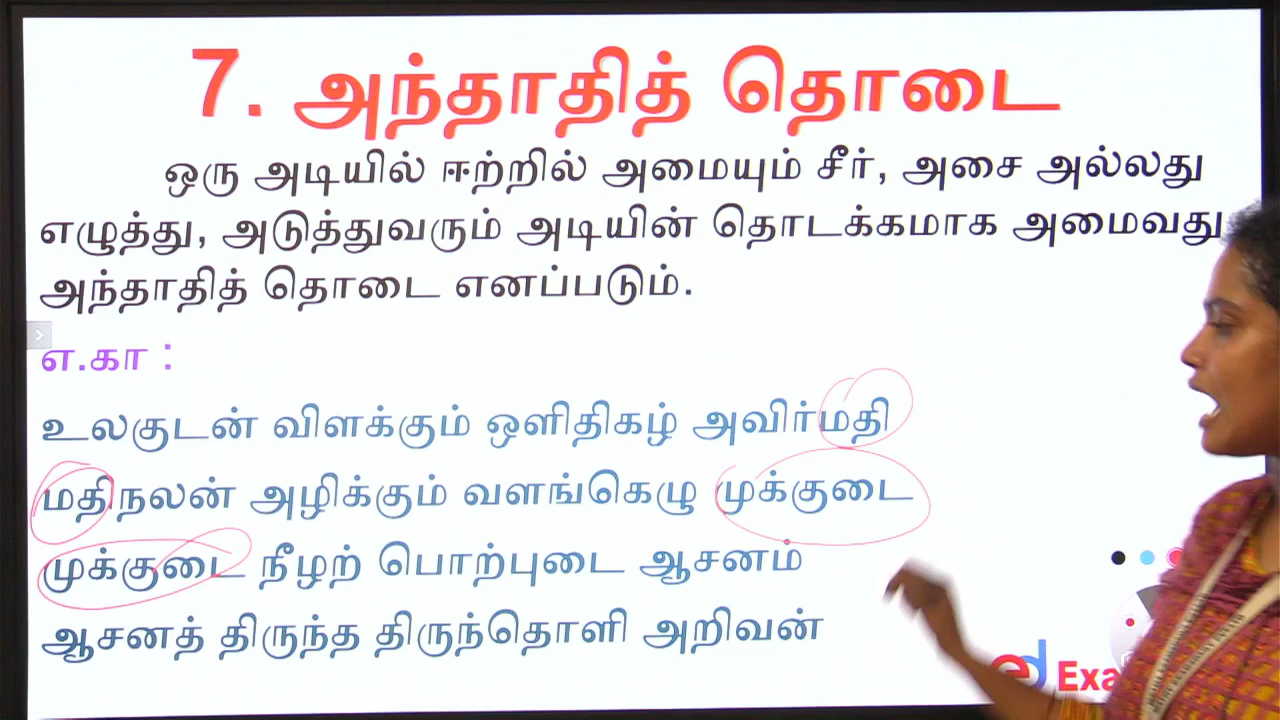 7. அந்தாதித் தொடை
ஒரு அடியில் ஈற்றில் அமையும் சீர், அசை அல்லது
எழுத்து, அடுத்துவரும் அடியின் தொடக்கமாக அமைவது
அந்தாதித் தொடை எனப்படும்.
எ.கா :
உலகுடன் விளக்கும் ஒளிதிகழ் அவிர்மதி
மதிநலன் அழிக்கும் வளங்கெழு முக்குடை
முக்குடை நீழற் பொற்புடை ஆசனம்
ஆசனத் திருந்த திருந்தொளி அறிவன்